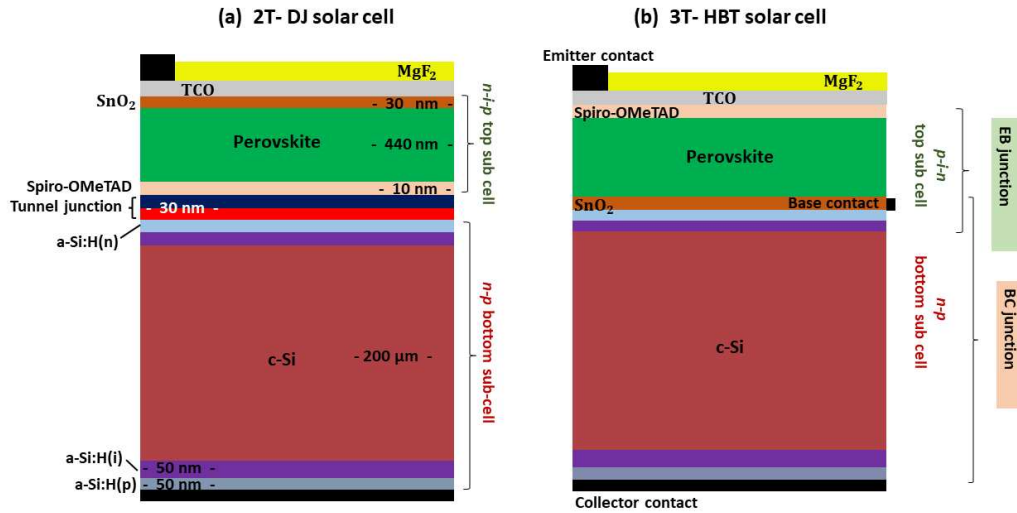 (a) 2T- DJ solar cell
MgF₂
TCO
SnO₂
- 30 nm -
Perovskite
- 440 nm -
Spiro-OMeTAD
- 10 nm -
Tunnel junction
- 30 nm -
a-Si:H(n)
n-i-p top sub cell
c-Si
- 200 μm -
n-p bottom sub-cell
a-Si:H(i)
- 50 nm -
a-Si:H(p)
- 50 nm -
(b) 3T- HBT solar cell
Emitter contact
MgF₂
TCO
Spiro-OMeTAD
Perovskite
SnO₂
Base contact
p-i-n
top sub cell
EB junction
c-Si
n-p
bottom sub cell
BC junction
Collector contact